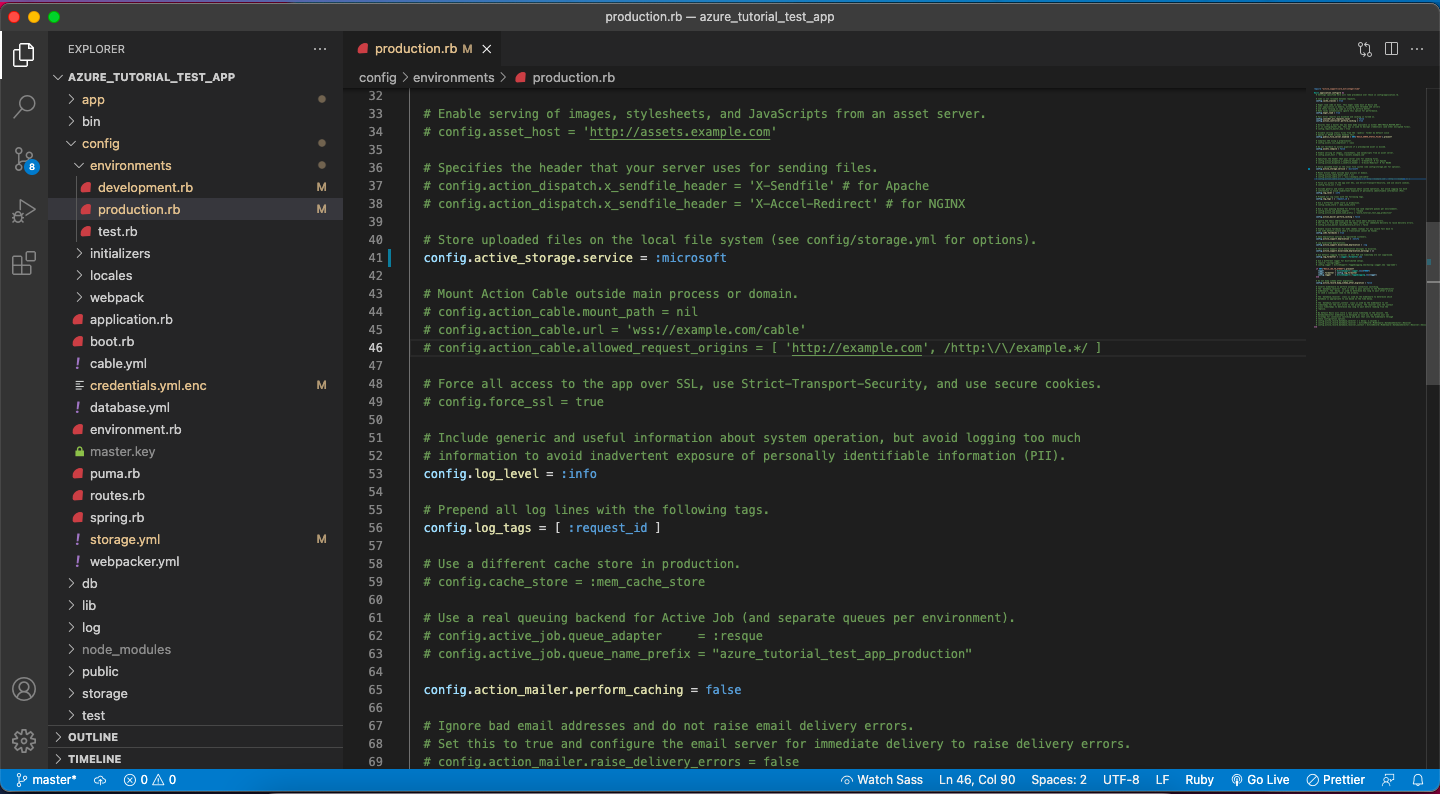 production.rb — azure_tutorial_test_app
EXPLORER
AZURE_TUTORIAL_TEST_APP
app
bin
config
environments
development.rb M
production.rb M
test.rb
initializers
locales
webpack
application.rb
boot.rb
! cable.yml
credentials.yml.enc M
! database.yml
environment.rb
master.key
puma.rb
routes.rb
spring.rb
! storage.yml M
! webpacker.yml
db
lib
log
node_modules
public
storage
test
OUTLINE
TIMELINE
8
production.rb M
config > environments > production.rb
32
33 # Enable serving of images, stylesheets, and JavaScripts from an asset server.
34 # config.asset_host = 'http://assets.example.com'
35
36 # Specifies the header that your server uses for sending files.
37 # config.action_dispatch.x_sendfile_header = 'X-Sendfile' # for Apache
38 # config.action_dispatch.x_sendfile_header = 'X-Accel-Redirect' # for NGINX
39
40 # Store uploaded files on the local file system (see config/storage.yml for options).
41 config.active_storage.service = :microsoft
42
43 # Mount Action Cable outside main process or domain.
44 # config.action_cable.mount_path = nil
45 # config.action_cable.url = 'wss://example.com/cable'
46 # config.action_cable.allowed_request_origins = [ 'http://example.com', /http:\/\/example.*/ ]
47
48 # Force all access to the app over SSL, use Strict-Transport-Security, and use secure cookies.
49 # config.force_ssl = true
50
51 # Include generic and useful information about system operation, but avoid logging too much
52 # information to avoid inadvertent exposure of personally identifiable information (PII).
53 config.log_level = :info
54
55 # Prepend all log lines with the following tags.
56 config.log_tags = [ :request_id ]
57
58 # Use a different cache store in production.
59 # config.cache_store = :mem_cache_store
60
61 # Use a real queuing backend for Active Job (and separate queues per environment).
62 # config.active_job.queue_adapter     = :resque
63 # config.active_job.queue_name_prefix = "azure_tutorial_test_app_production"
64
65 config.action_mailer.perform_caching = false
66
67 # Ignore bad email addresses and do not raise email delivery errors.
68 # Set this to true and configure the email server for immediate delivery to raise delivery errors.
69 # config.action_mailer.raise_delivery_errors = false
master* 0 0 Watch Sass Ln 46, Col 90 Spaces: 2 UTF-8 LF Ruby Go Live Prettier